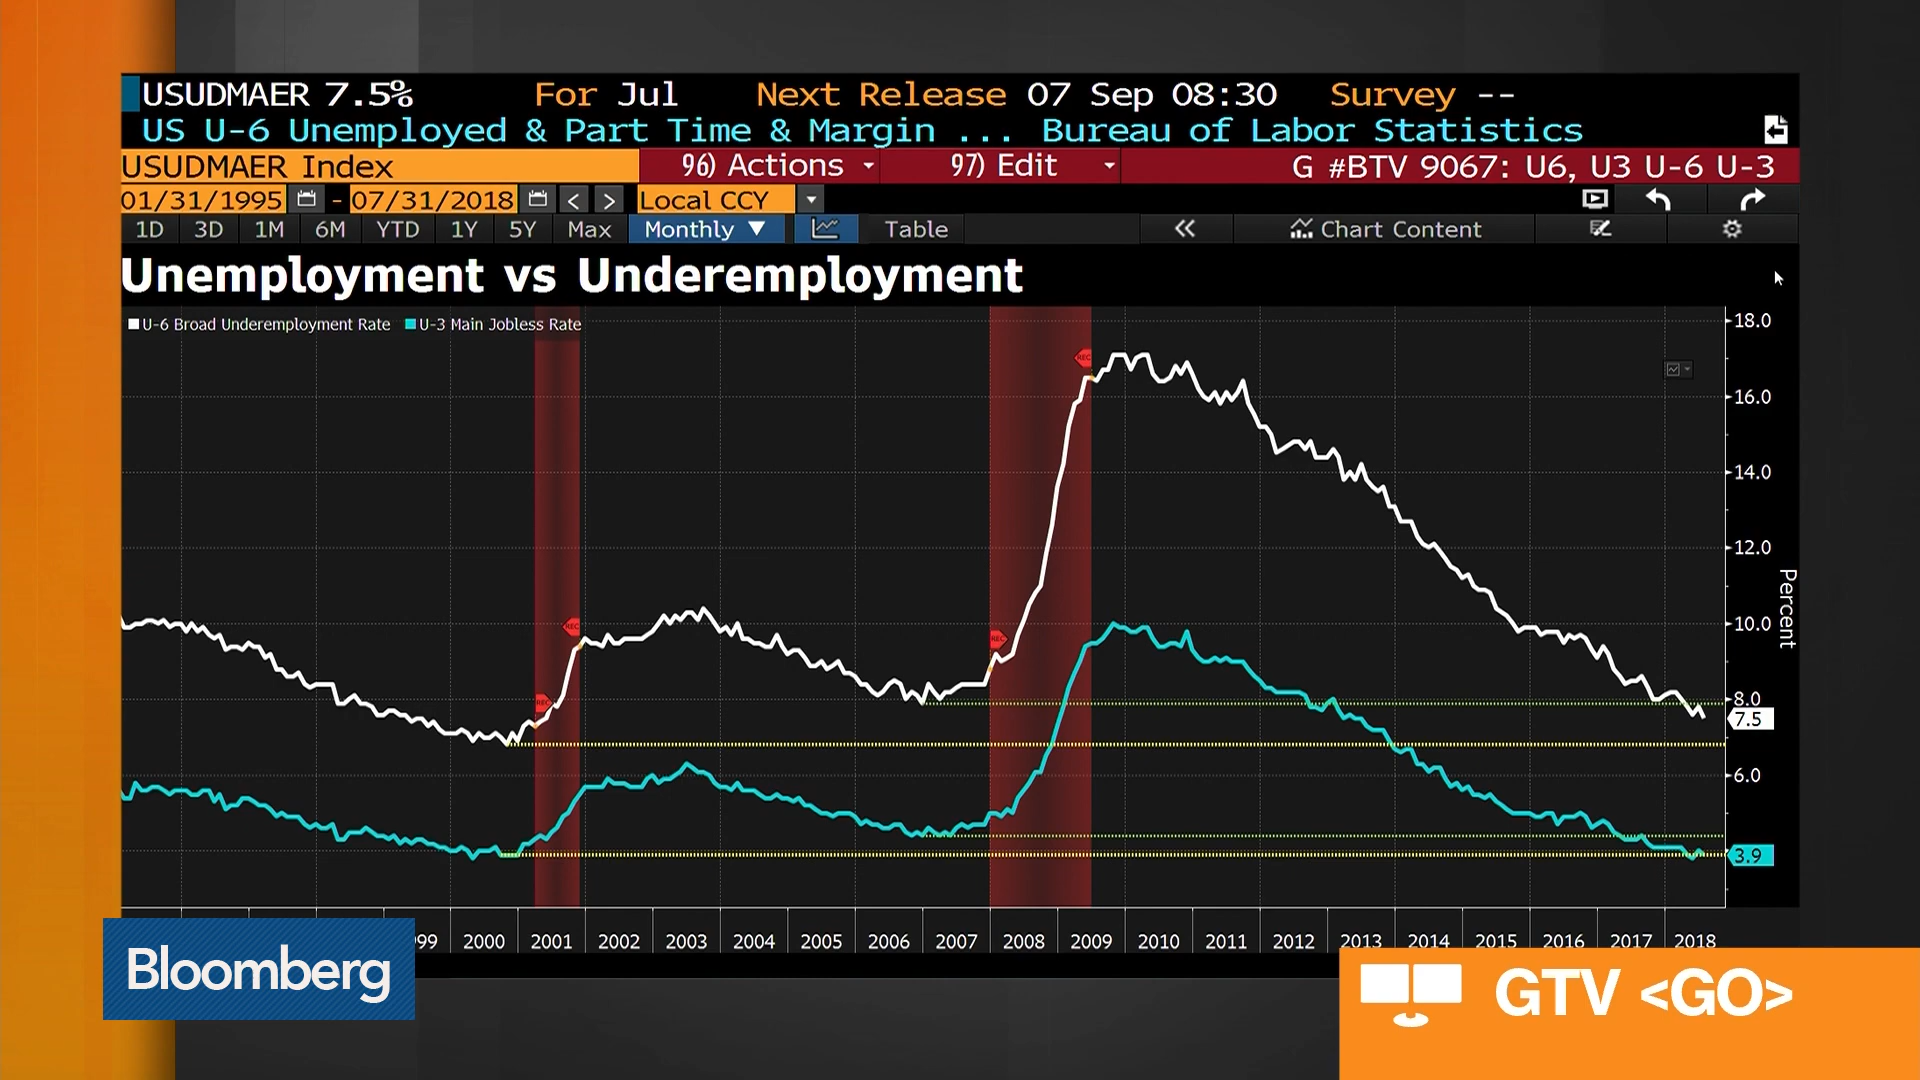 USUDMAER 7.5% For Jul Next Release 07 Sep 08:30 Survey --
US U-6 Unemployed & Part Time & Margin ... Bureau of Labor Statistics
USUDMAER Index 96) Actions 97) Edit G #BTV 9067: U6, U3 U-6 U-3
01/31/1995 - 07/31/2018 < > Local CCY
1D 3D 1M 6M YTD 1Y 5Y Max Monthly ▼ Table « Chart Content
Unemployment vs Underemployment
U-6 Broad Underemployment Rate U-3 Main Jobless Rate
18.0
REC
16.0
14.0
12.0
Percent
10.0
REC
REC
8.0
REC
7.5
6.0
3.9
99 2000 2001 2002 2003 2004 2005 2006 2007 2008 2009 2010 2011 2012 2013 2014 2015 2016 2017 2018
Bloomberg
GTV <GO>